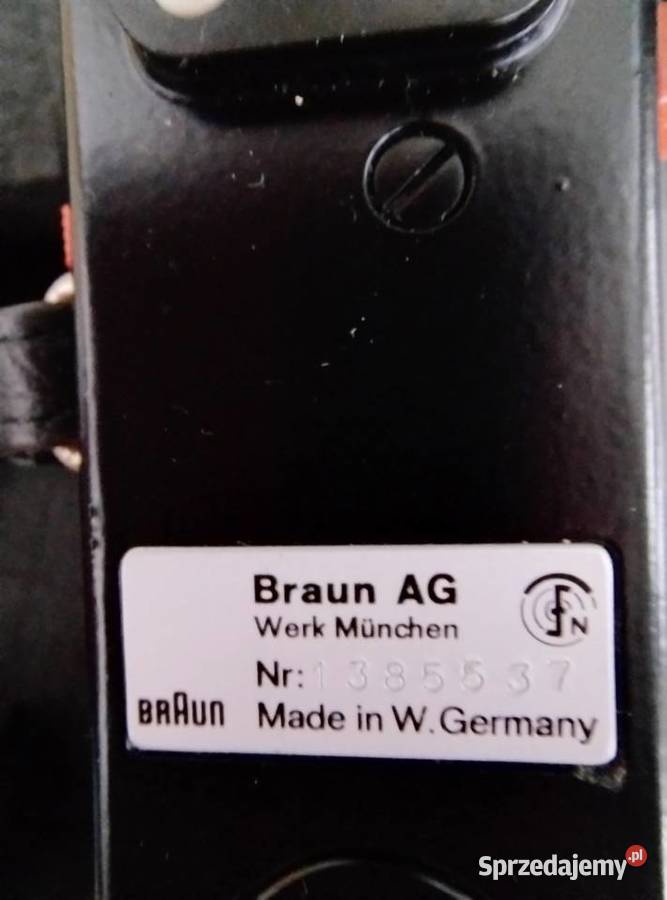 Braun AG
Werk München
Nr: 1385537
BRAUN
Made in W. Germany
N
Sprzedajemy.pl